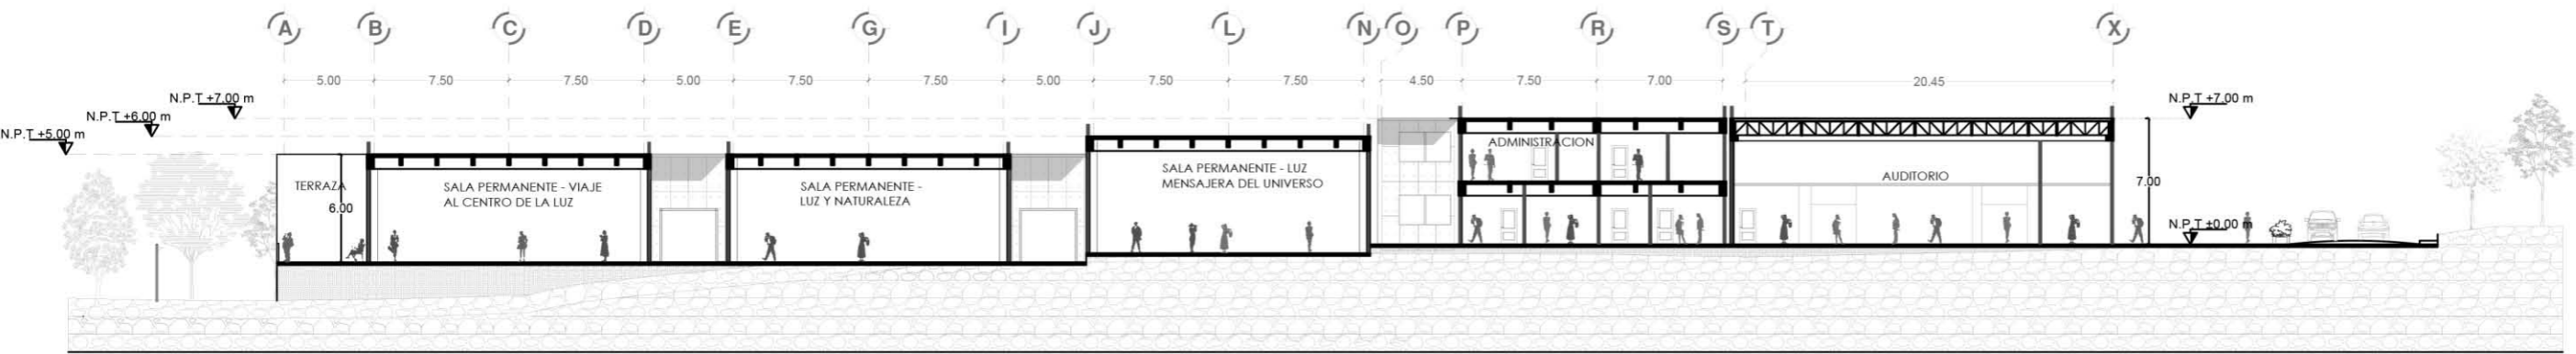 A B C D E G I J L N O P R S T X
5.00 7.50 7.50 5.00 7.50 7.50 5.00 7.50 7.50 4.50 7.50 7.00 20.45
N.P.T +7.00 m
N.P.T +6.00 m
N.P.T +5.00 m
N.P.T +7.00 m
ADMINISTRACION
TERRAZA
6.00
SALA PERMANENTE - VIAJE
AL CENTRO DE LA LUZ
SALA PERMANENTE -
LUZ Y NATURALEZA
SALA PERMANENTE - LUZ
MENSAJERA DEL UNIVERSO
AUDITORIO
7.00
N.P.T ±0.00 m